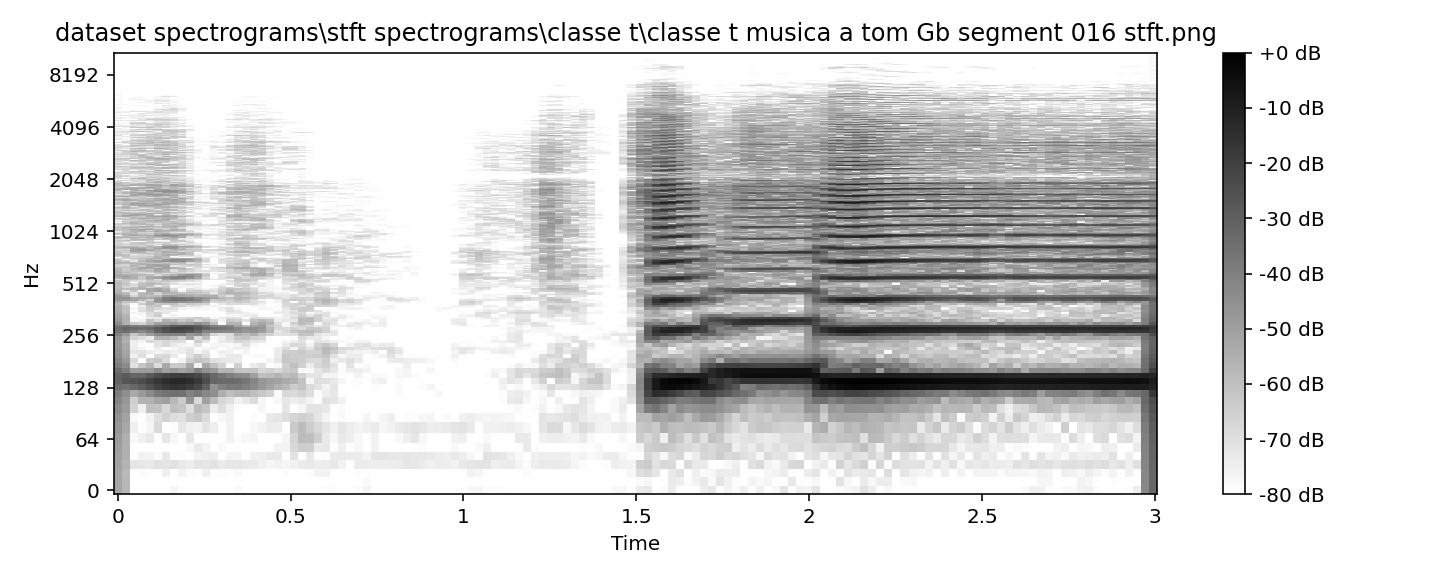 dataset spectrograms\stft spectrograms\classe t\classe t musica a tom Gb segment 016 stft.png
8192
4096
2048
1024
512
256
128
64
0
Hz
0
0.5
1
1.5
2
2.5
3
Time
+0 dB
-10 dB
-20 dB
-30 dB
-40 dB
-50 dB
-60 dB
-70 dB
-80 dB